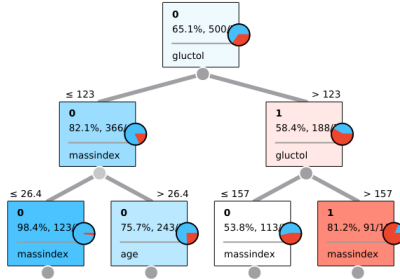 0
65.1%, 500/
gluctol
≤ 123
> 123
0
82.1%, 366/
massindex
1
58.4%, 188/
gluctol
≤ 26.4
> 26.4
≤ 157
> 157
0
98.4%, 123/
massindex
0
75.7%, 243/
age
0
53.8%, 113/
massindex
1
81.2%, 91/1
massindex